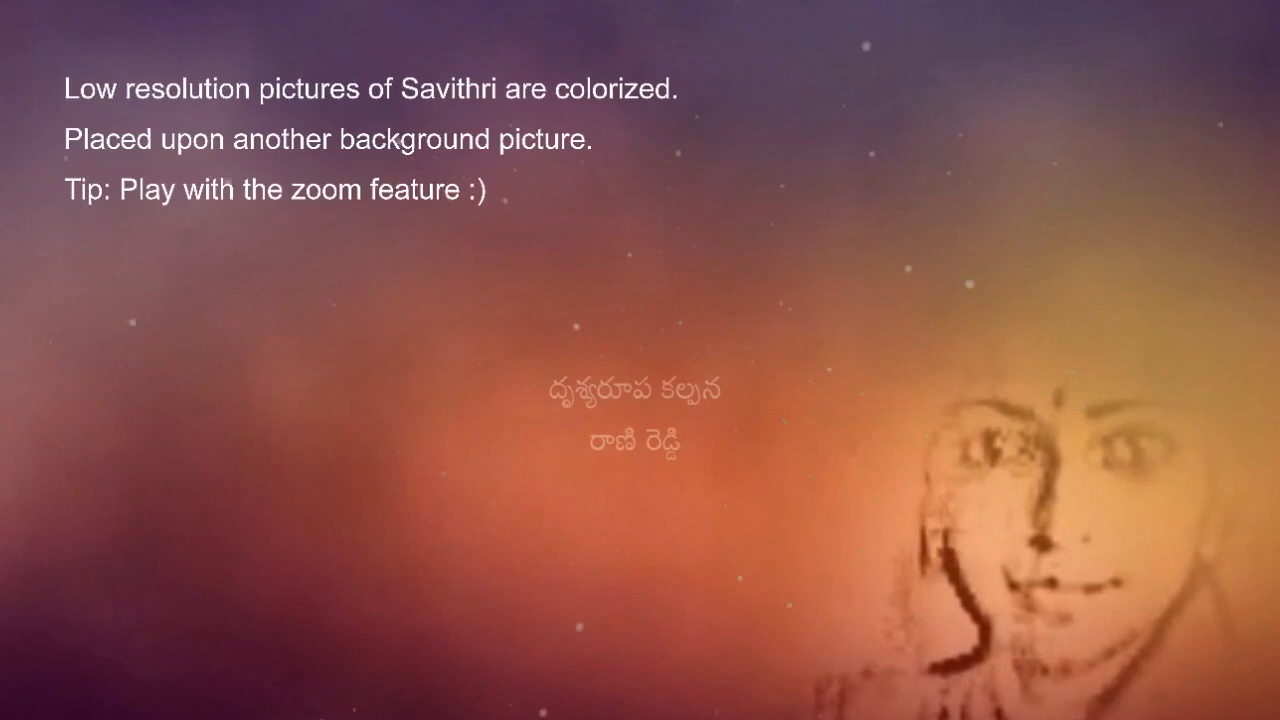 Low resolution pictures of Savithri are colorized.
Placed upon another background picture.
Tip: Play with the zoom feature :)
దృశ్యరూప కల్పన
రాణి రెడ్డి